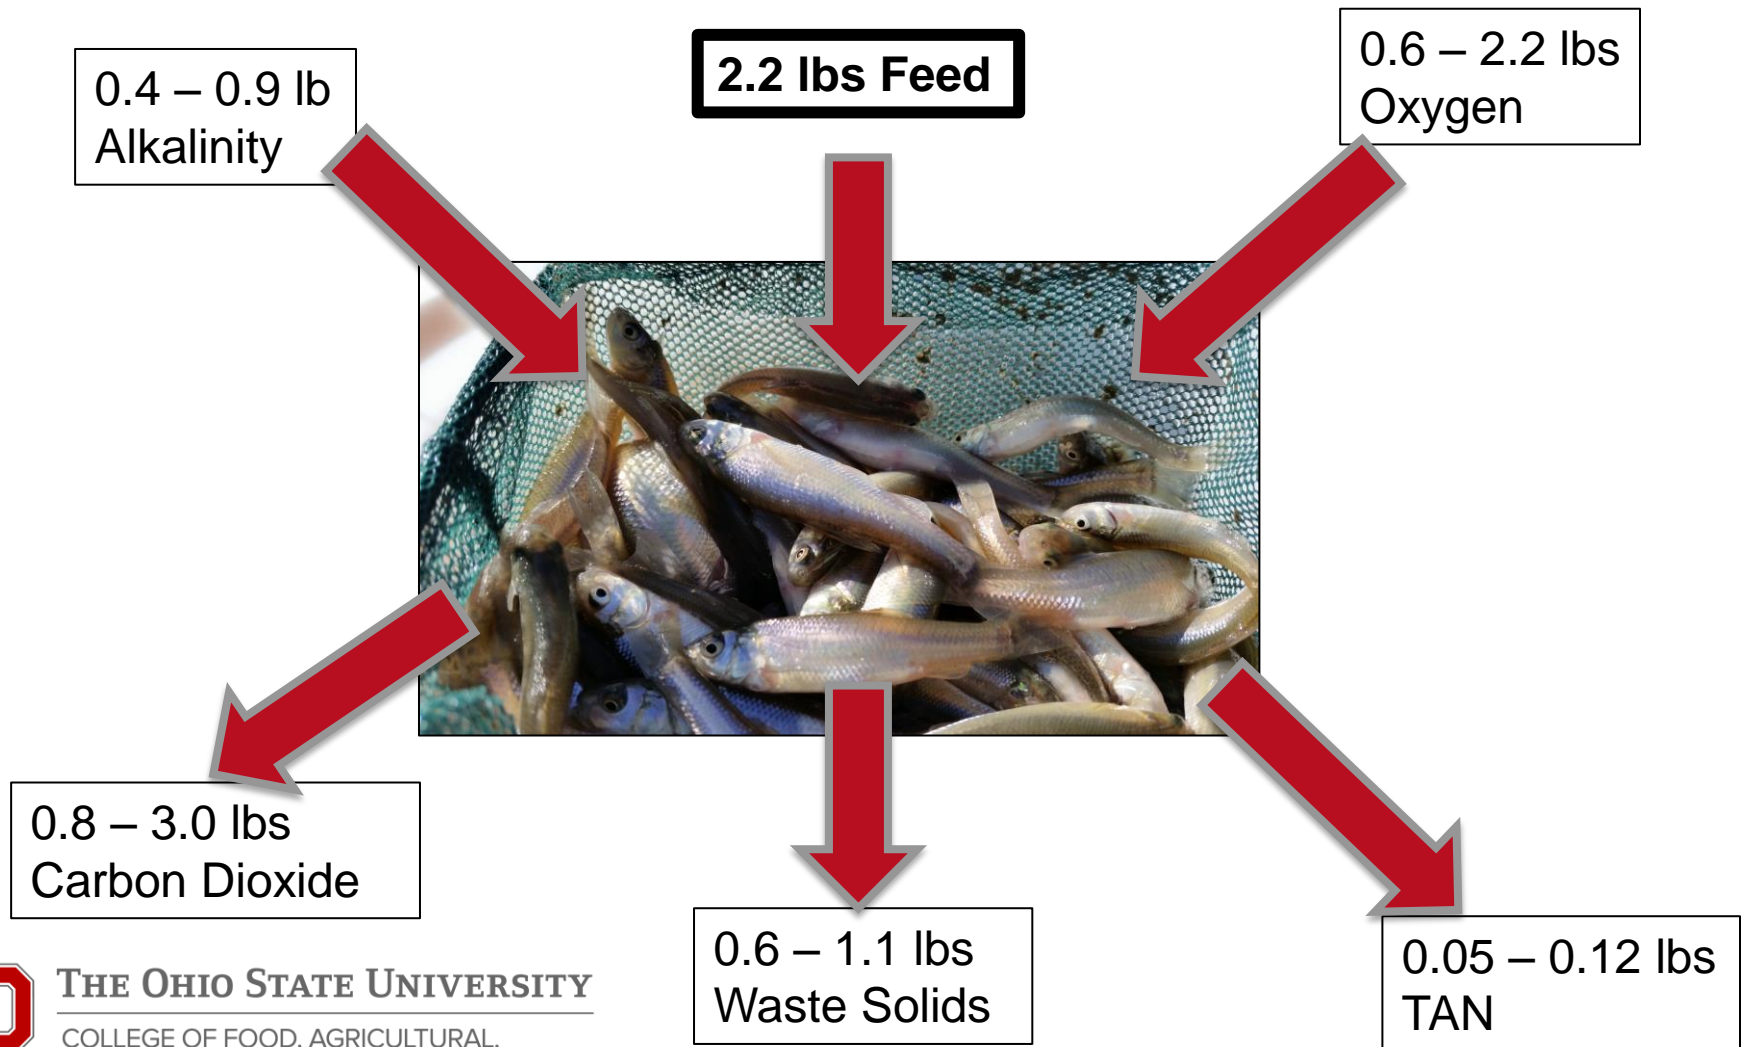 0.4 – 0.9 lb
Alkalinity
2.2 lbs Feed
0.6 – 2.2 lbs
Oxygen
0.8 – 3.0 lbs
Carbon Dioxide
0.6 – 1.1 lbs
Waste Solids
0.05 – 0.12 lbs
TAN
THE OHIO STATE UNIVERSITY
COLLEGE OF FOOD, AGRICULTURAL,